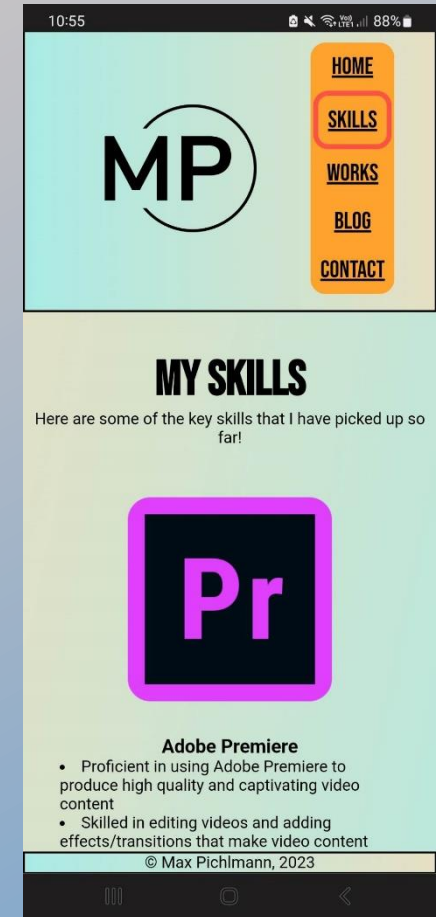 10:55
Vo)) LTE1 88%
HOME
SKILLS
MP
WORKS
BLOG
CONTACT
MY SKILLS
Here are some of the key skills that I have picked up so
far!
Pr
Adobe Premiere
• Proficient in using Adobe Premiere to
produce high quality and captivating video
content
• Skilled in editing videos and adding
effects/transitions that make video content
© Max Pichlmann, 2023